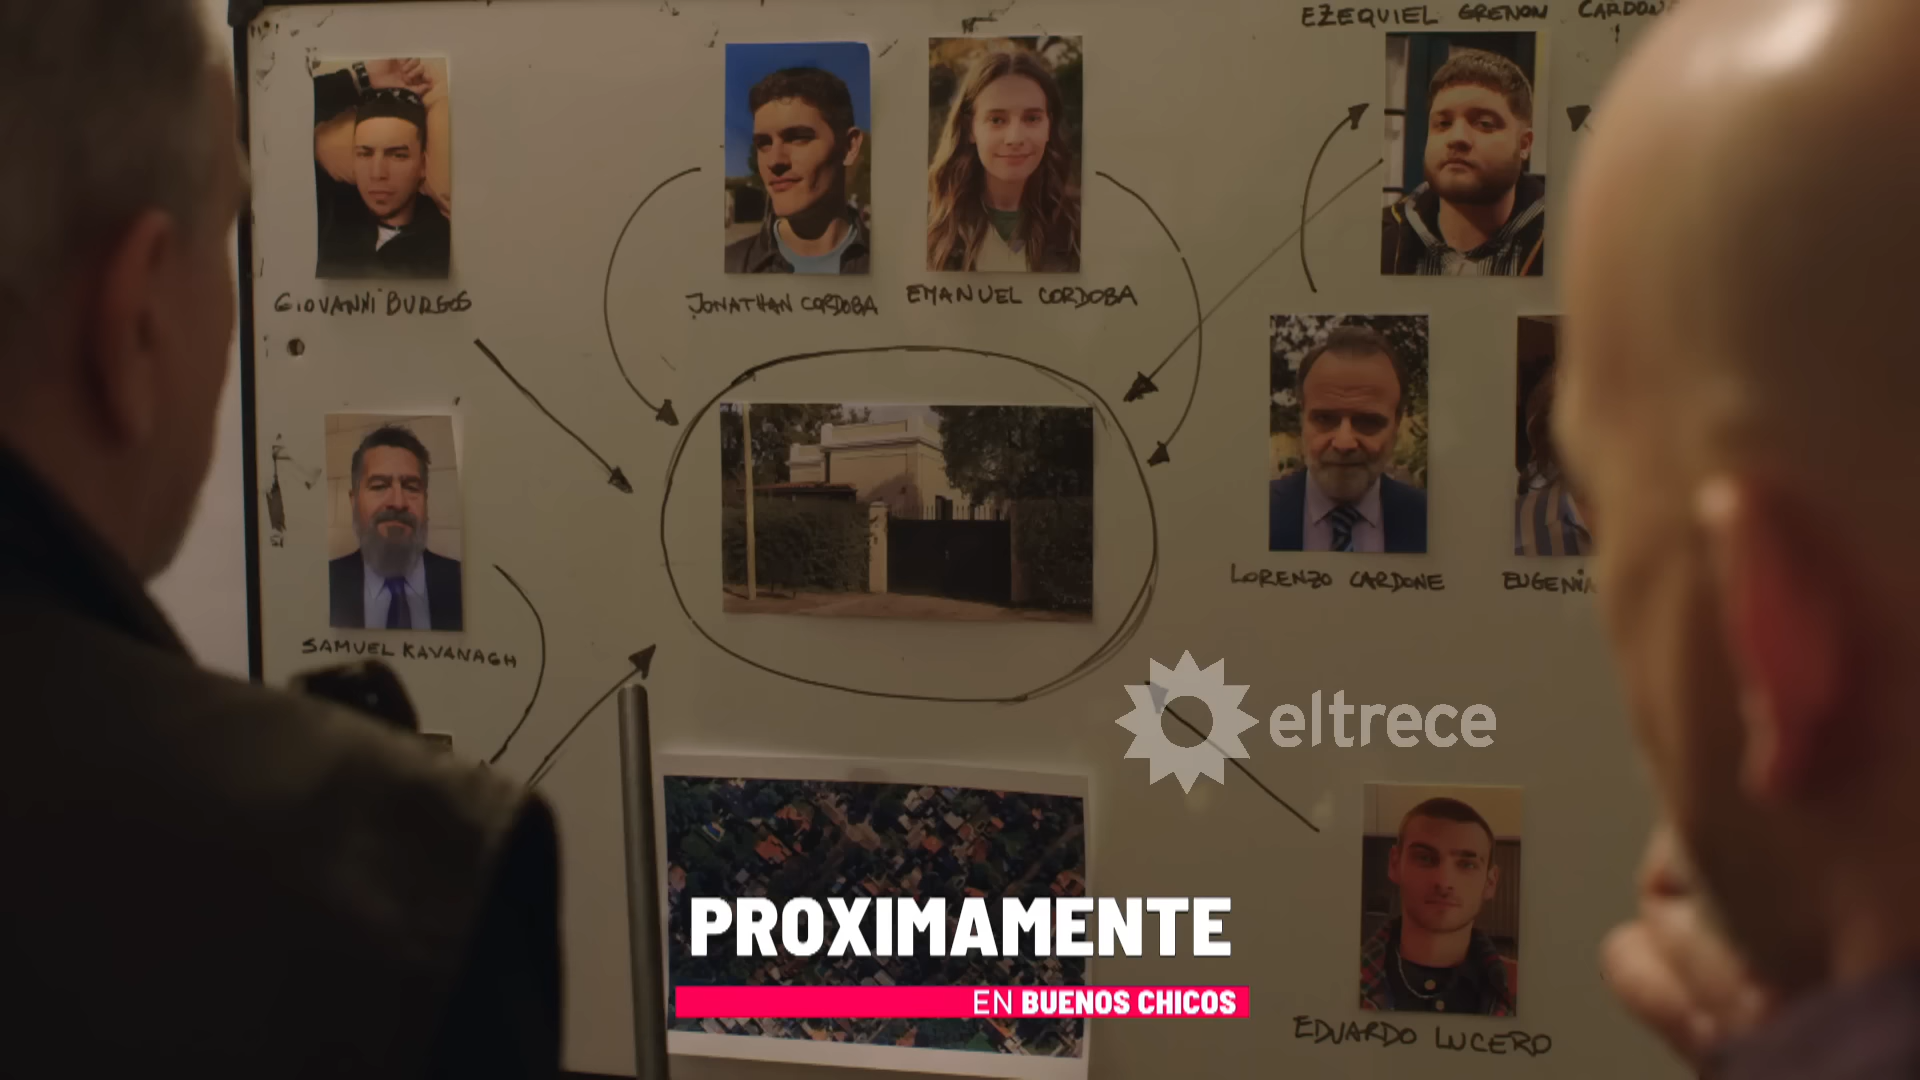 EZEQUIEL GRENON CARDON
GIOVANNI BURGOS
JONATHAN CORDOBA
EMANUEL CORDOBA
SAMUEL KAVANAGH
LORENZO CARDONE
EUGENIA
eltrece
PROXIMAMENTE
EN BUENOS CHICOS
EDUARDO LUCERO